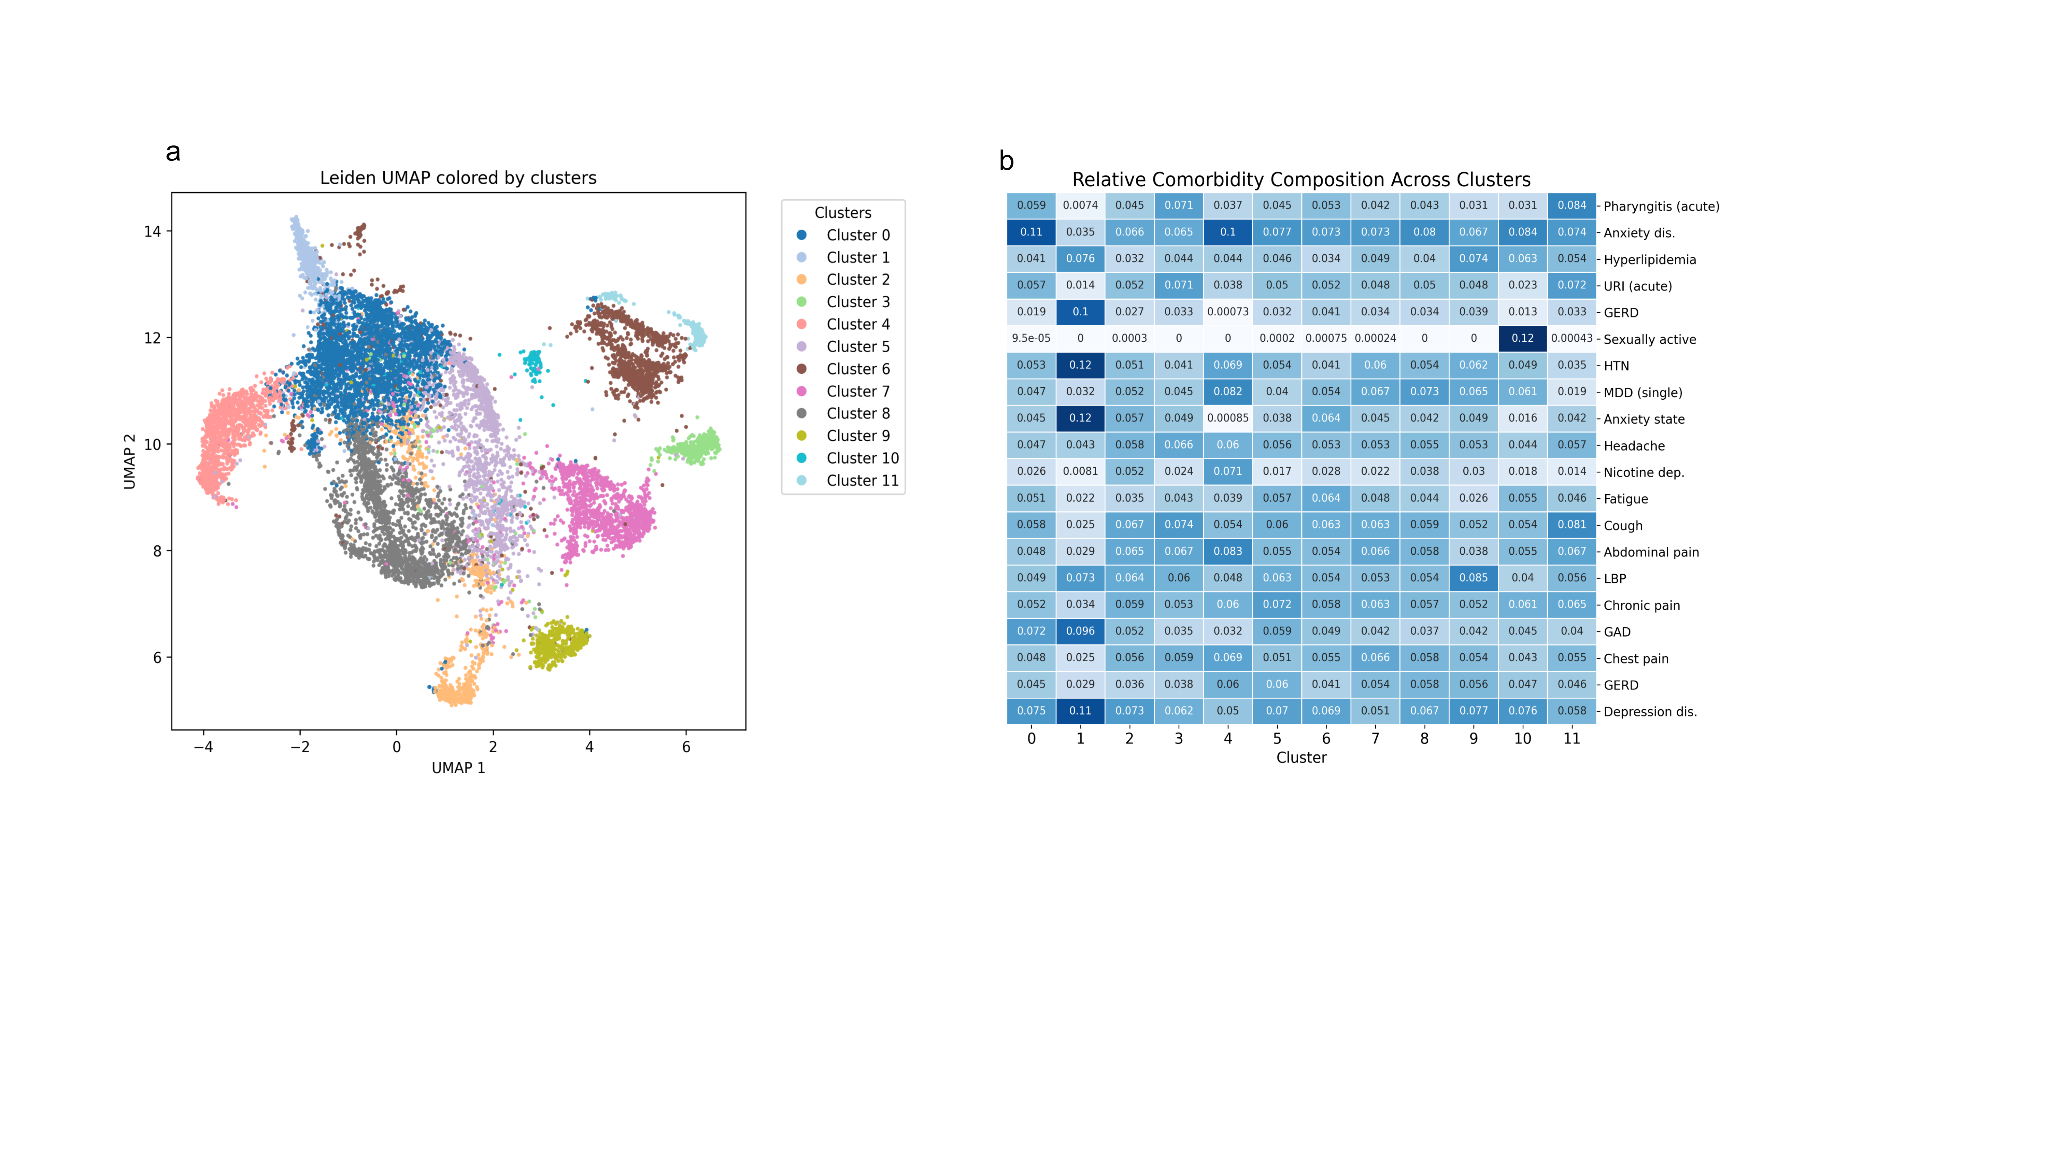 a
Leiden UMAP colored by clusters
UMAP 2
14
12
10
8
6
−4 −2 0 2 4 6
UMAP 1
Clusters
Cluster 0
Cluster 1
Cluster 2
Cluster 3
Cluster 4
Cluster 5
Cluster 6
Cluster 7
Cluster 8
Cluster 9
Cluster 10
Cluster 11
b
Relative Comorbidity Composition Across Clusters
0.059 0.0074 0.045 0.071 0.037 0.045 0.053 0.042 0.043 0.031 0.031 0.084 Pharyngitis (acute)
0.11 0.035 0.066 0.065 0.1 0.077 0.073 0.073 0.08 0.067 0.084 0.074 Anxiety dis.
0.041 0.076 0.032 0.044 0.044 0.046 0.034 0.049 0.04 0.074 0.063 0.054 Hyperlipidemia
0.057 0.014 0.052 0.071 0.038 0.05 0.052 0.048 0.05 0.048 0.023 0.072 URI (acute)
0.019 0.1 0.027 0.033 0.00073 0.032 0.041 0.034 0.034 0.039 0.013 0.033 GERD
9.5e-05 0 0.0003 0 0 0.0002 0.00075 0.00024 0 0 0.12 0.00043 Sexually active
0.053 0.12 0.051 0.041 0.069 0.054 0.041 0.06 0.054 0.062 0.049 0.035 HTN
0.047 0.032 0.052 0.045 0.082 0.04 0.054 0.067 0.073 0.065 0.061 0.019 MDD (single)
0.045 0.12 0.057 0.049 0.00085 0.038 0.064 0.045 0.042 0.049 0.016 0.042 Anxiety state
0.047 0.043 0.058 0.066 0.06 0.056 0.053 0.053 0.055 0.053 0.044 0.057 Headache
0.026 0.0081 0.052 0.024 0.071 0.017 0.028 0.022 0.038 0.03 0.018 0.014 Nicotine dep.
0.051 0.022 0.035 0.043 0.039 0.057 0.064 0.048 0.044 0.026 0.055 0.046 Fatigue
0.058 0.025 0.067 0.074 0.054 0.06 0.063 0.063 0.059 0.052 0.054 0.081 Cough
0.048 0.029 0.065 0.067 0.083 0.055 0.054 0.066 0.058 0.038 0.055 0.067 Abdominal pain
0.049 0.073 0.064 0.06 0.048 0.063 0.054 0.053 0.054 0.085 0.04 0.056 LBP
0.052 0.034 0.059 0.053 0.06 0.072 0.058 0.063 0.057 0.052 0.061 0.065 Chronic pain
0.072 0.096 0.052 0.035 0.032 0.059 0.049 0.042 0.037 0.042 0.045 0.04 GAD
0.048 0.025 0.056 0.059 0.069 0.051 0.055 0.066 0.058 0.054 0.043 0.055 Chest pain
0.045 0.029 0.036 0.038 0.06 0.06 0.041 0.054 0.058 0.056 0.047 0.046 GERD
0.075 0.11 0.073 0.062 0.05 0.07 0.069 0.051 0.067 0.077 0.076 0.058 Depression dis.
0 1 2 3 4 5 6 7 8 9 10 11
Cluster